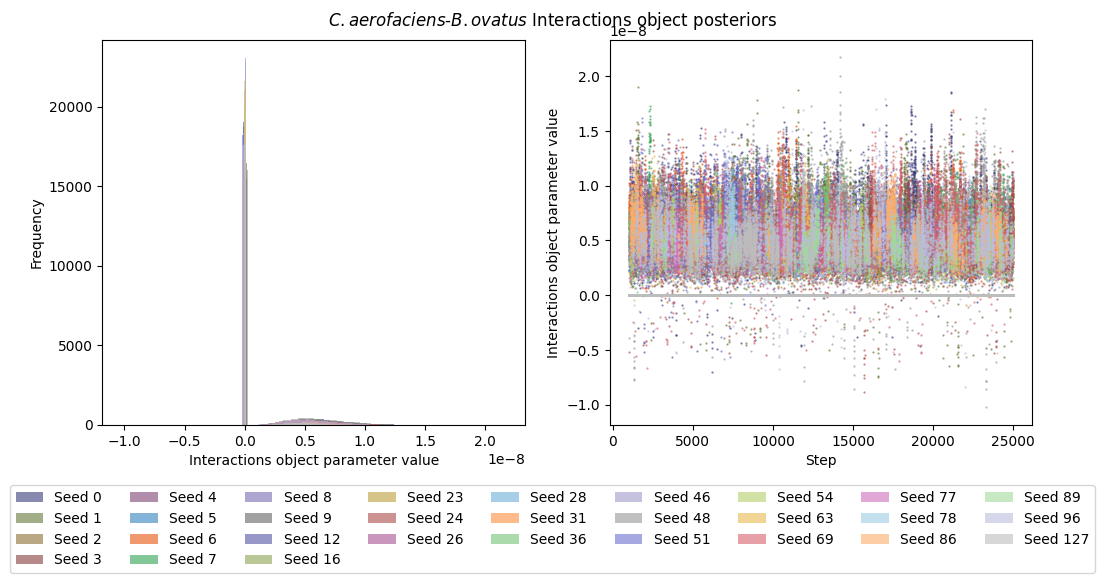 C.aerofaciens-B.ovatus Interactions object posteriors
Frequency
20000
15000
10000
5000
0
−1.0 −0.5 0.0 0.5 1.0 1.5 2.0
1e−8
Interactions object parameter value
1e−8
Interactions object parameter value
2.0
1.5
1.0
0.5
0.0
−0.5
−1.0
0 5000 10000 15000 20000 25000
Step
Seed 0 Seed 4 Seed 8 Seed 23 Seed 28 Seed 46 Seed 54 Seed 77 Seed 89
Seed 1 Seed 5 Seed 9 Seed 24 Seed 31 Seed 48 Seed 63 Seed 78 Seed 96
Seed 2 Seed 6 Seed 12 Seed 26 Seed 36 Seed 51 Seed 69 Seed 86 Seed 127
Seed 3 Seed 7 Seed 16